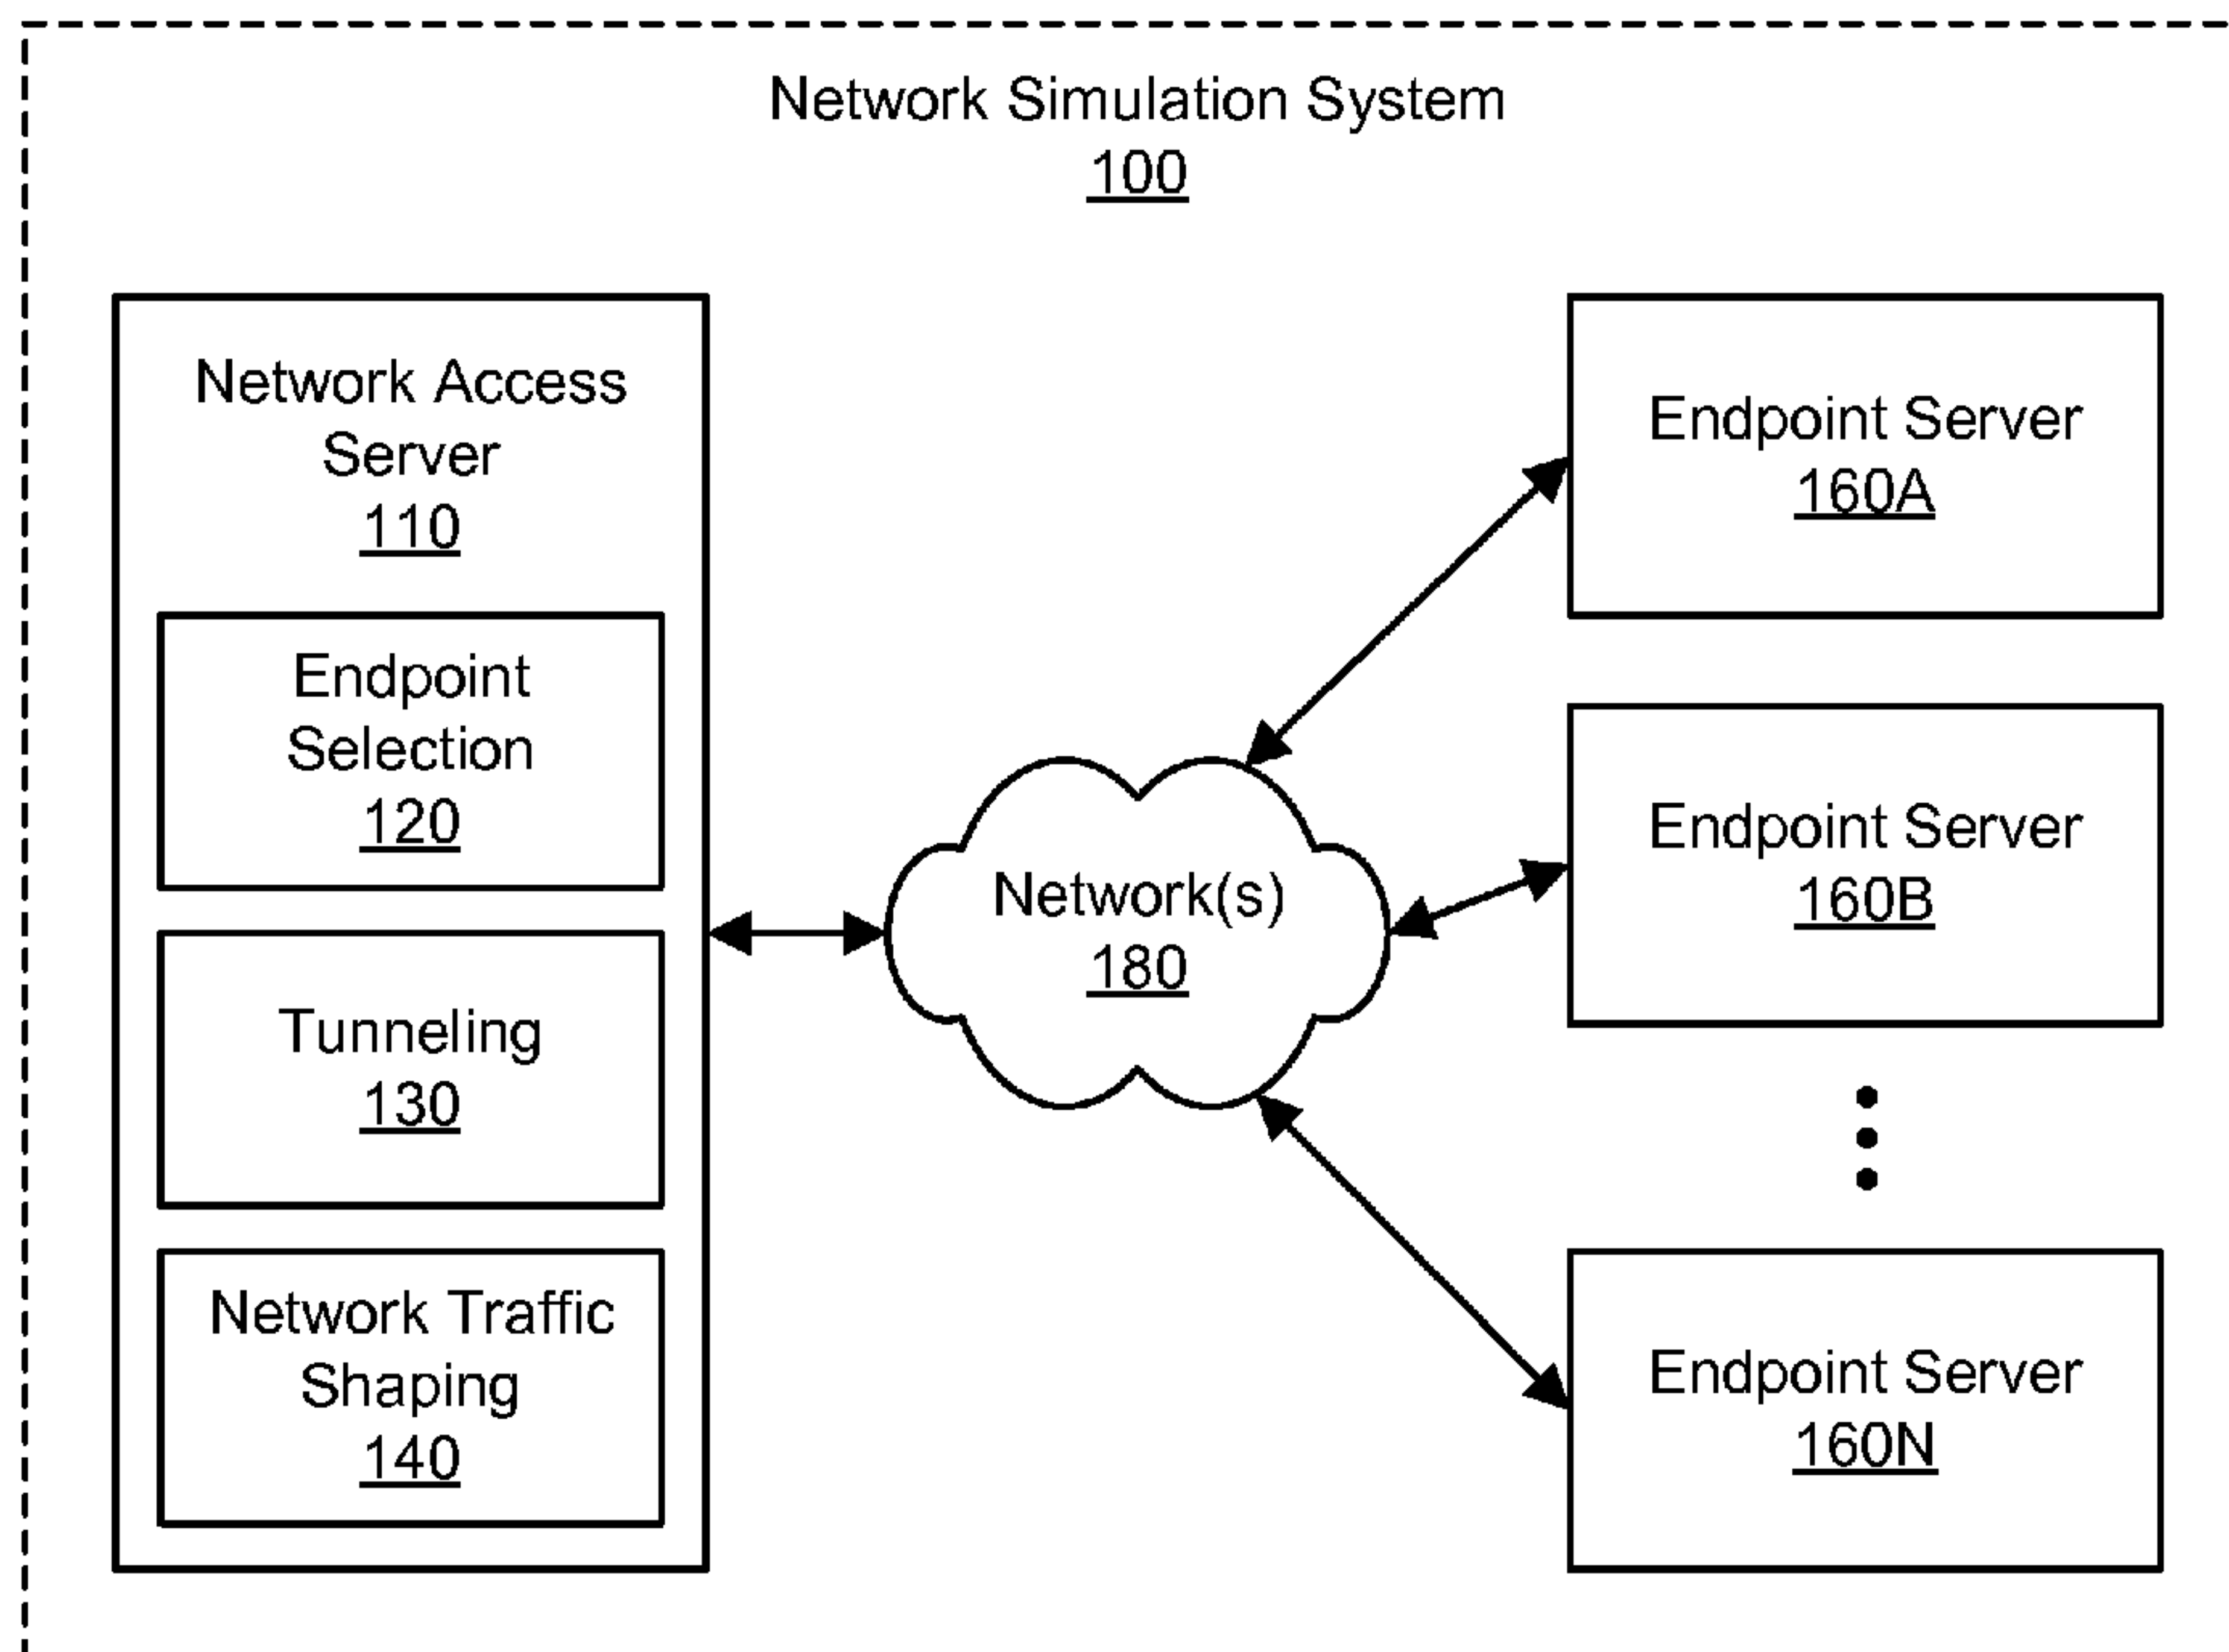 Network Simulation System
100
Network Access
Server
110
Endpoint
Selection
120
Tunneling
130
Network Traffic
Shaping
140
Network(s)
180
Endpoint Server
160A
Endpoint Server
160B
Endpoint Server
160N